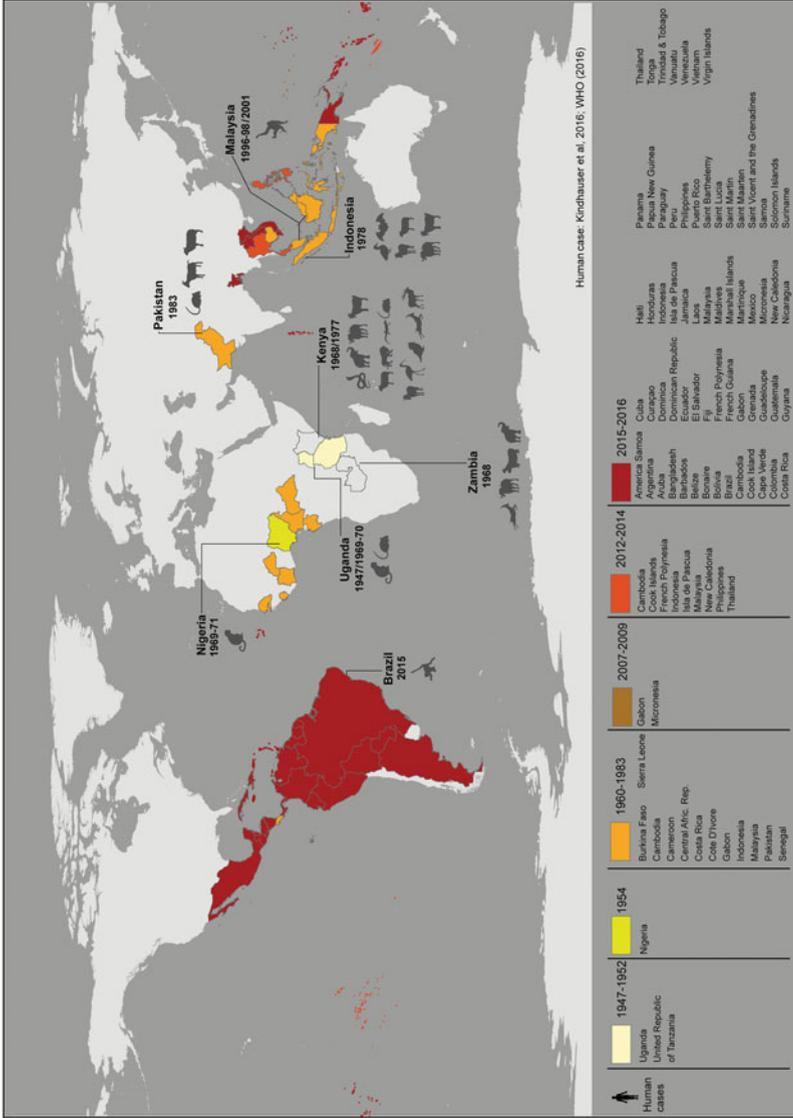 Pakistan
1983
Malaysia
1996-98/2001
Indonesia
1978
Kenya
1968/1977
Nigeria
1969-71
Uganda
1947/1969-70
Zambia
1968
Brazil
2015
Human case: Kindhauser et al, 2016; WHO (2016)
Human
cases
1947-1952
Uganda
United Republic
of Tanzania
1954
Nigeria
1960-1983
Burkina Faso
Cambodia
Cameroon
Central Afric. Rep.
Costa Rica
Cote D'Ivore
Gabon
Indonesia
Malaysia
Pakistan
Senegal
Sierra Leone
2007-2009
Gabon
Micronesia
2012-2014
Cambodia
Cook Islands
French Polynesia
Indonesia
Isla de Pascua
Malaysia
New Caledonia
Philippines
Thailand
2015-2016
America Samoa
Argentina
Aruba
Bangladesh
Barbados
Belize
Bonaire
Bolivia
Brazil
Cambodia
Cook Island
Cape Verde
Colombia
Costa Rica
Cuba
Curaçao
Dominica
Dominican Republic
Ecuador
El Salvador
Fiji
French Polynesia
French Guiana
Gabon
Grenada
Guadeloupe
Guatemala
Guyana
Haiti
Honduras
Indonesia
Isla de Pascua
Jamaica
Laos
Malaysia
Maldives
Marshall Islands
Martinique
Mexico
Micronesia
New Caledonia
Nicaragua
Panama
Papua New Guinea
Paraguay
Peru
Philippines
Puerto Rico
Saint Barthelemy
Saint Lucia
Saint Martin
Saint Maarten
Saint Vicent and the Grenadines
Samoa
Solomon Islands
Suriname
Thailand
Tonga
Trinidad & Tobago
Vanuatu
Venezuela
Vietnam
Virgin Islands